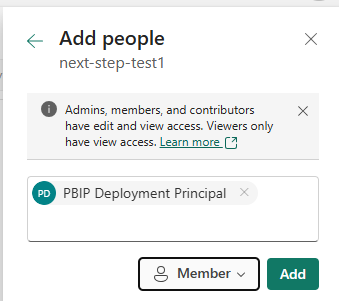 Add people
next-step-test1
Admins, members, and contributors
have edit and view access. Viewers only
have view access. Learn more
PD PBIP Deployment Principal
Member
Add